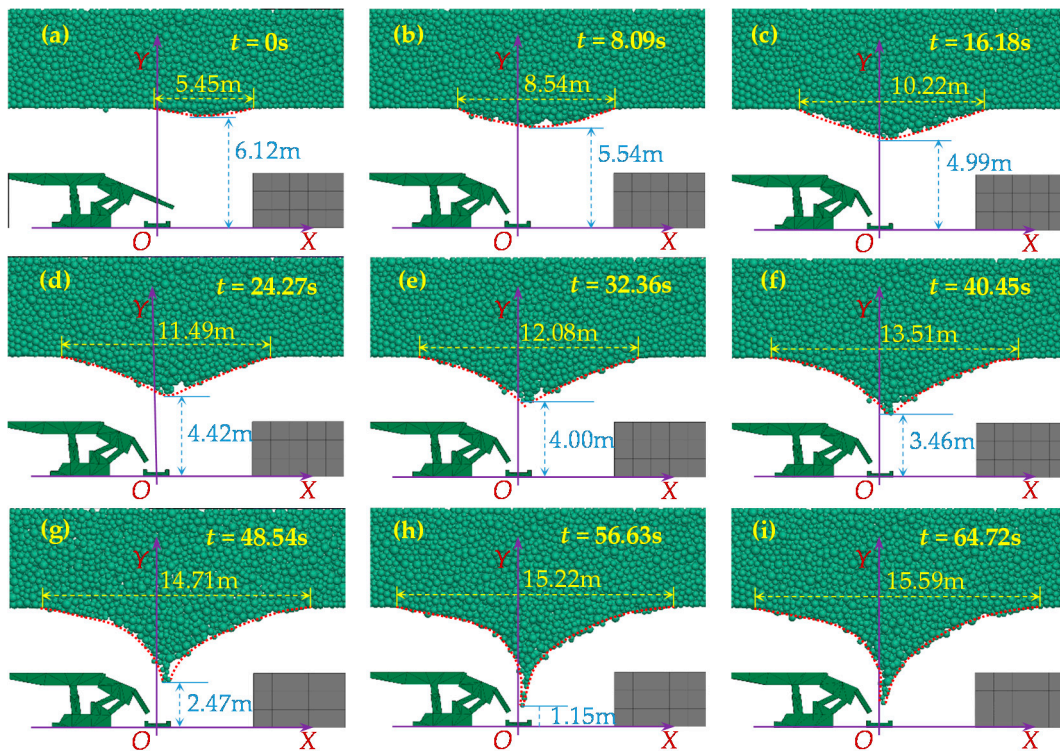 (a)
t = 0s
Y
5.45m
6.12m
O
X
(b)
t = 8.09s
Y
8.54m
5.54m
O
X
(c)
t = 16.18s
Y
10.22m
4.99m
O
X
(d)
t = 24.27s
Y
11.49m
4.42m
O
X
(e)
t = 32.36s
Y
12.08m
4.00m
O
X
(f)
t = 40.45s
Y
13.51m
3.46m
O
X
(g)
t = 48.54s
Y
14.71m
2.47m
O
X
(h)
t = 56.63s
Y
15.22m
1.15m
O
X
(i)
t = 64.72s
Y
15.59m
O
X